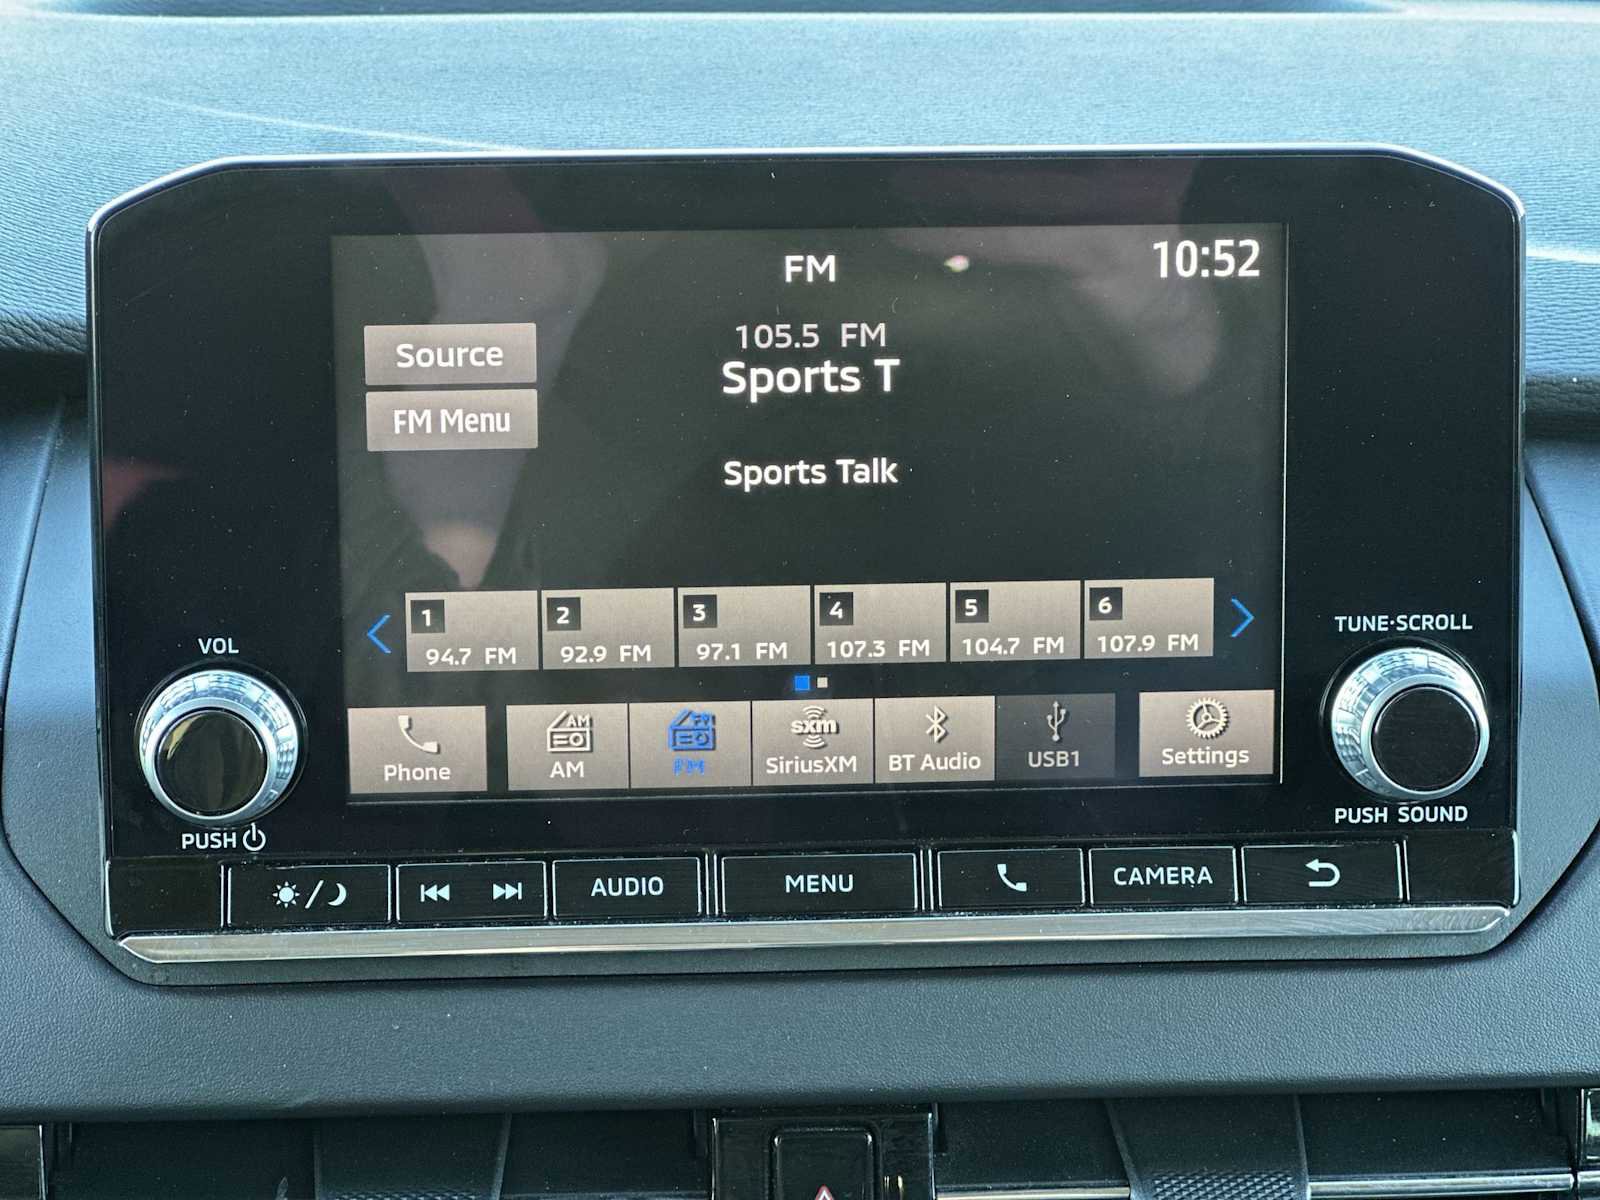 FM
10:52
105.5 FM
Source
Sports T
FM Menu
Sports Talk
1
2
3
4
5
6
94.7 FM
92.9 FM
97.1 FM
107.3 FM
104.7 FM
107.9 FM
VOL
TUNE·SCROLL
AM
FM
sxm
Phone
AM
FM
SiriusXM
BT Audio
USB1
Settings
PUSH
PUSH SOUND
AUDIO
MENU
CAMERA